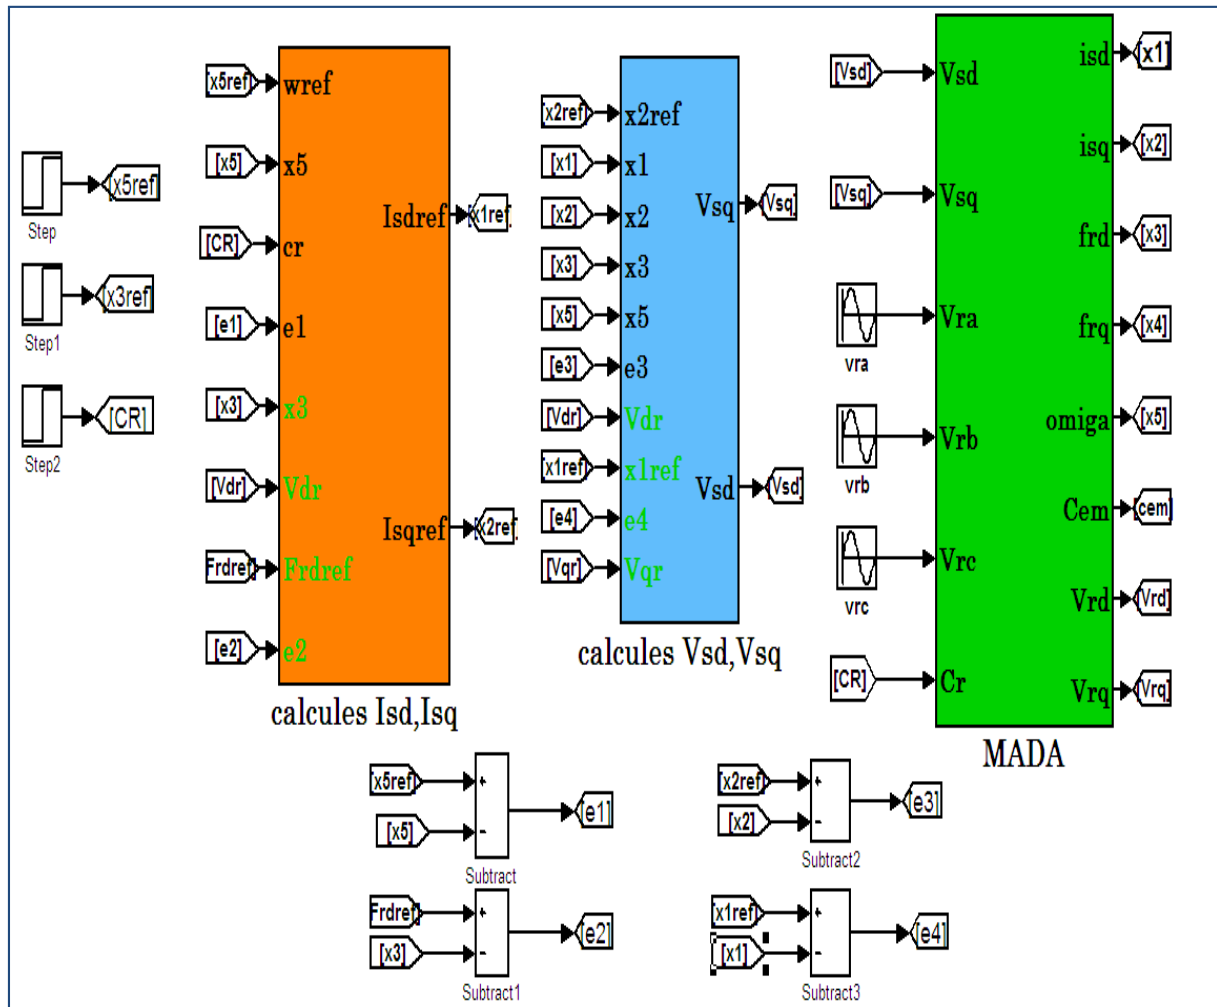 [x5ref]
Step
[x3ref]
Step1
[CR]
Step2
[x5ref]
wref
[x5]
x5
[CR]
cr
[e1]
e1
[x3]
x3
[Vdr]
Vdr
Frdref
Frdref
[e2]
e2
Isdref
[x1ref]
Isqref
[x2ref]
calcules Isd,Isq
[x2ref]
x2ref
[x1]
x1
[x2]
x2
[x3]
x3
[x5]
x5
[e3]
e3
[Vdr]
Vdr
[x1ref]
x1ref
[e4]
e4
[Vqr]
Vqr
Vsq
[Vsq]
Vsd
[Vsd]
calcules Vsd,Vsq
[Vsd]
Vsd
[Vsq]
Vsq
Vra
vra
Vrb
vrb
Vrc
vrc
[CR]
Cr
isd
[x1]
isq
[x2]
frd
[x3]
frq
[x4]
omiga
[x5]
Cem
[cem]
Vrd
[Vrd]
Vrq
[Vrq]
MADA
[x5ref]
+
[x5]
-
[e1]
Subtract
[x2ref]
+
[x2]
-
[e3]
Subtract2
Frdref
+
[x3]
-
[e2]
Subtract1
[x1ref]
+
[x1]
-
[e4]
Subtract3